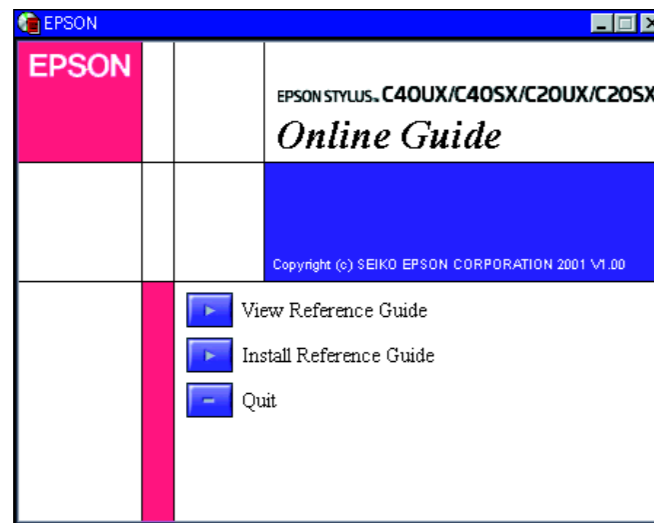 EPSON
EPSON
EPSON STYLUS™ C40UX/C40SX/C20UX/C20SX
Online Guide
Copyright (c) SEIKO EPSON CORPORATION 2001 V1.00
View Reference Guide
Install Reference Guide
Quit